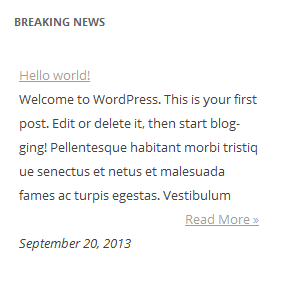 BREAKING NEWS
Hello world!
Welcome to WordPress. This is your first
post. Edit or delete it, then start blog-
ging! Pellentesque habitant morbi tristiq
ue senectus et netus et malesuada
fames ac turpis egestas. Vestibulum
Read More »
September 20, 2013